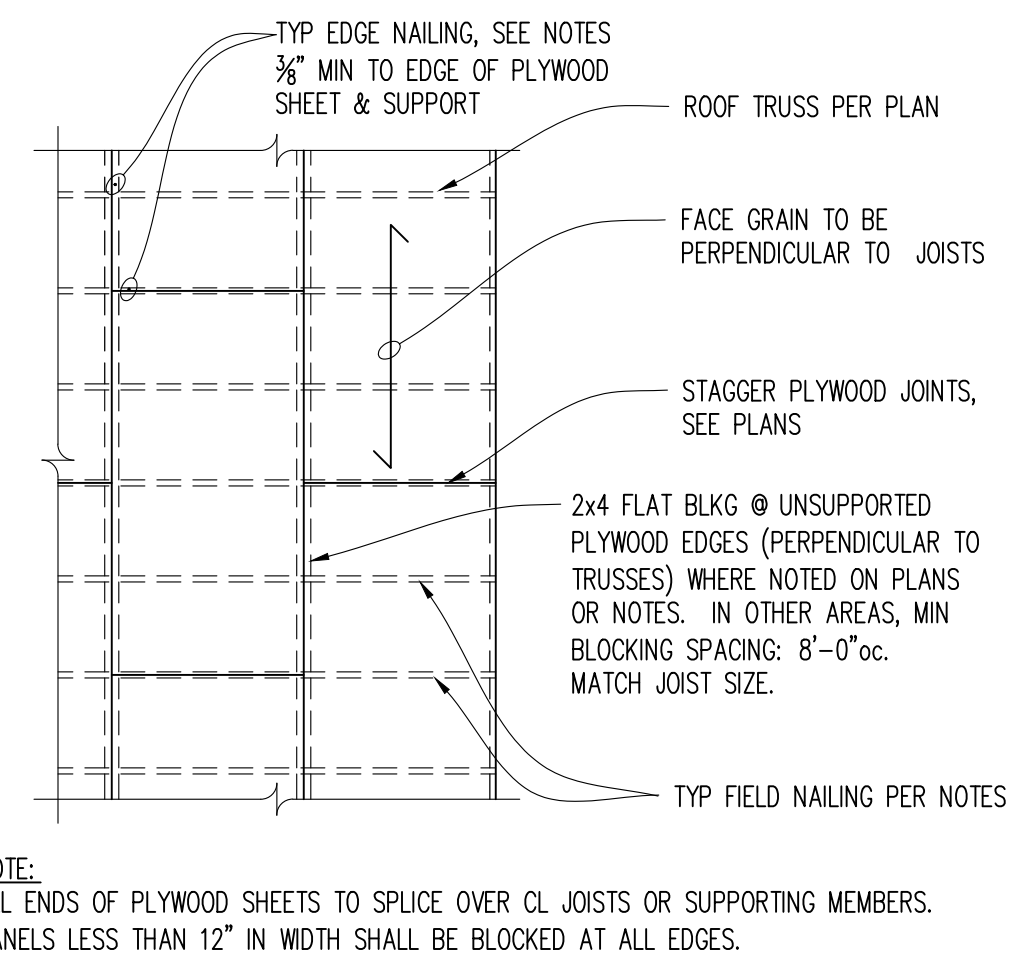 TYP EDGE NAILING, SEE NOTES
⅜" MIN TO EDGE OF PLYWOOD
SHEET & SUPPORT
ROOF TRUSS PER PLAN
FACE GRAIN TO BE
PERPENDICULAR TO JOISTS
STAGGER PLYWOOD JOINTS,
SEE PLANS
2x4 FLAT BLKG @ UNSUPPORTED
PLYWOOD EDGES (PERPENDICULAR TO
TRUSSES) WHERE NOTED ON PLANS
OR NOTES. IN OTHER AREAS, MIN
BLOCKING SPACING: 8'-0"oc.
MATCH JOIST SIZE.
TYP FIELD NAILING PER NOTES
OTE:
L ENDS OF PLYWOOD SHEETS TO SPLICE OVER CL JOISTS OR SUPPORTING MEMBERS.
ANELS LESS THAN 12" IN WIDTH SHALL BE BLOCKED AT ALL EDGES.